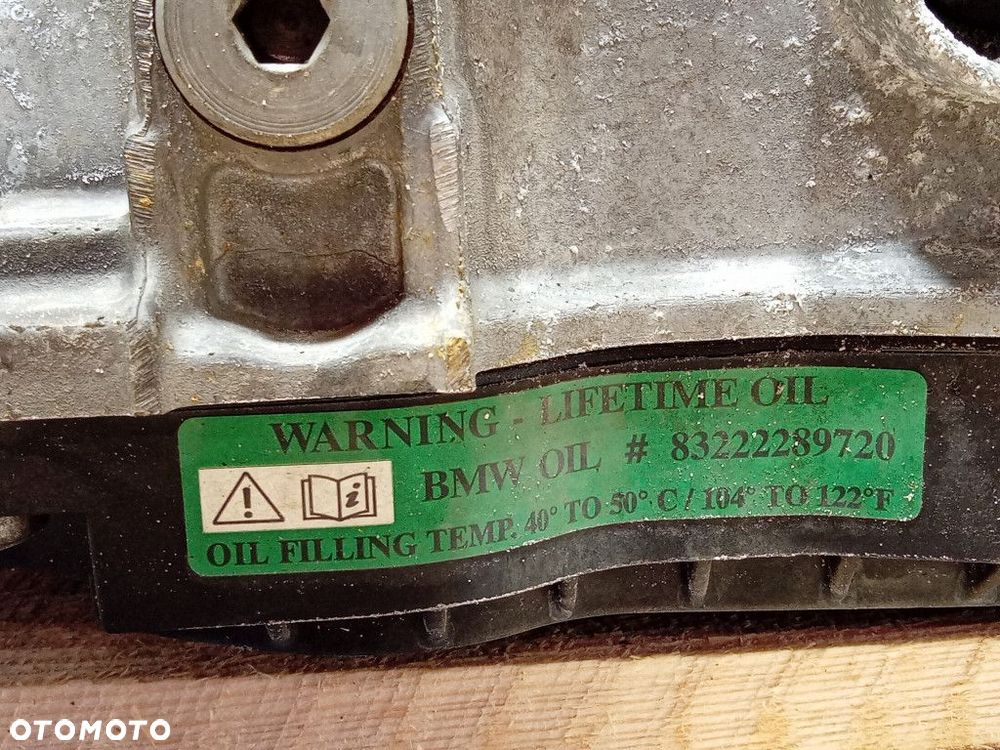 WARNING - LIFETIME OIL
BMW OIL # 83222289720
OIL FILLING TEMP. 40° TO 50° C / 104° TO 122°F
OTOMOTO